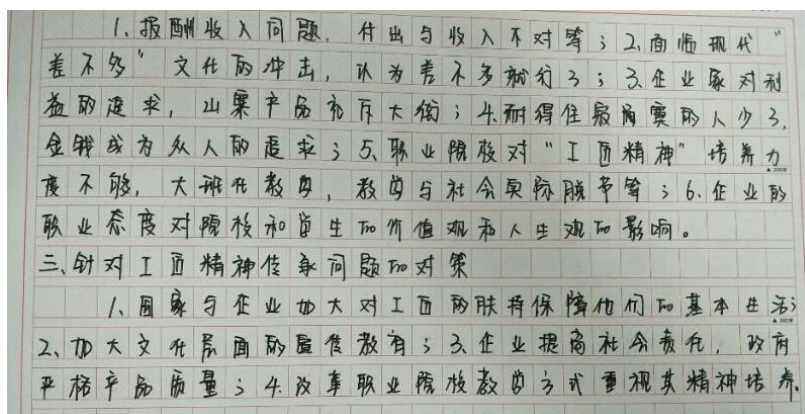 1、报酬收入问题，付出与收入不对等；2、面临现代“
差不多”文化的冲击，认为差不多就行了；3、企业家对利
益的追求，山寨产品充斥大街；4、耐得住寂寞的人少了，
金钱成为众人的追求；5、职业院校对“工匠精神”培养力
度不够，大班化教学，教学与社会实际脱节等；6、企业的
职业态度对院校和学生的价值观和人生观的影响。
三、针对工匠精神传承问题的对策
1、国家与企业加大对工匠的扶持保障他们的基本生活；
2、加大文化层面的宣传教育；3、企业提高社会责任，政府
严格产品质量；4、改革职业院校教学方式重视其精神培养。